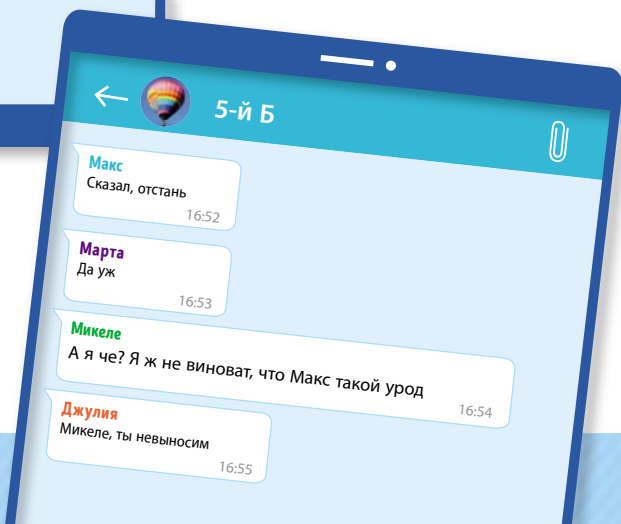 5-й Б
Макс
Сказал, отстань
16:52
Марта
Да уж
16:53
Микеле
А я че? Я ж не виноват, что Макс такой урод
16:54
Джулия
Микеле, ты невыносим
16:55